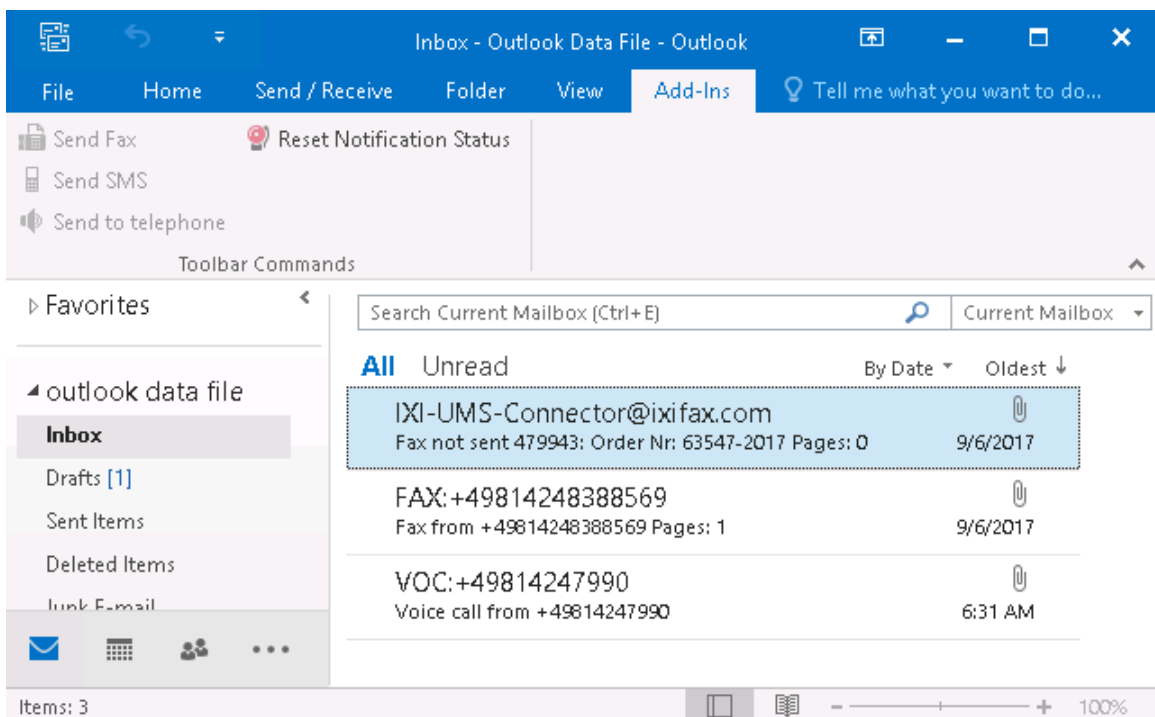 Inbox - Outlook Data File - Outlook
File Home Send / Receive Folder View Add-Ins Tell me what you want to do...
Send Fax Reset Notification Status
Send SMS
Send to telephone
Toolbar Commands
Favorites
Search Current Mailbox (Ctrl+E) Current Mailbox
All Unread By Date Oldest
outlook data file
Inbox
Drafts [1]
Sent Items
Deleted Items
Junk E-mail
IXI-UMS-Connector@ixifax.com
Fax not sent 479943: Order Nr: 63547-2017 Pages: 0 9/6/2017
FAX:+49814248388569
Fax from +49814248388569 Pages: 1 9/6/2017
VOC:+49814247990
Voice call from +49814247990 6:31 AM
Items: 3 100%